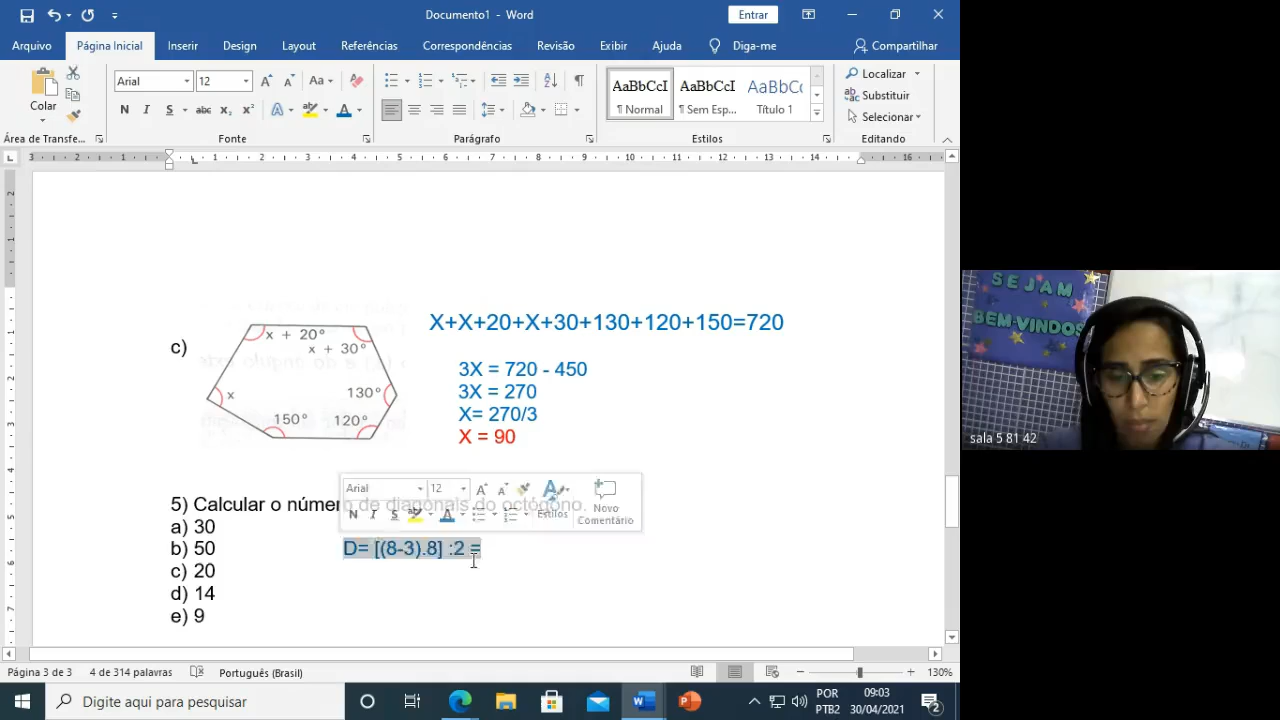 Documento1 - Word
Entrar
Arquivo Página Inicial Inserir Design Layout Referências Correspondências Revisão Exibir Ajuda Diga-me Compartilhar
Colar
Arial 12
AaBbCcI AaBbCcI AaBbCc
¶ Normal ¶ Sem Esp... Título 1
Localizar
Substituir
Selecionar
Área de Transfe... Fonte Parágrafo Estilos Editando
c)
x + 20°
x + 30°
x
130°
150° 120°
X+X+20+X+30+130+120+150=720
3X = 720 - 450
3X = 270
X= 270/3
X = 90
Arial 12
Estilos
Novo Comentário
5) Calcular o número de diagonais do octógono.
a) 30
b) 50
D= [(8-3).8] :2 =
c) 20
d) 14
e) 9
SEJAM
BEM-VINDOS
sala 5 81 42
Página 3 de 3 4 de 314 palavras Português (Brasil) 130%
Digite aqui para pesquisar
POR
PTB2
09:03
30/04/2021
2